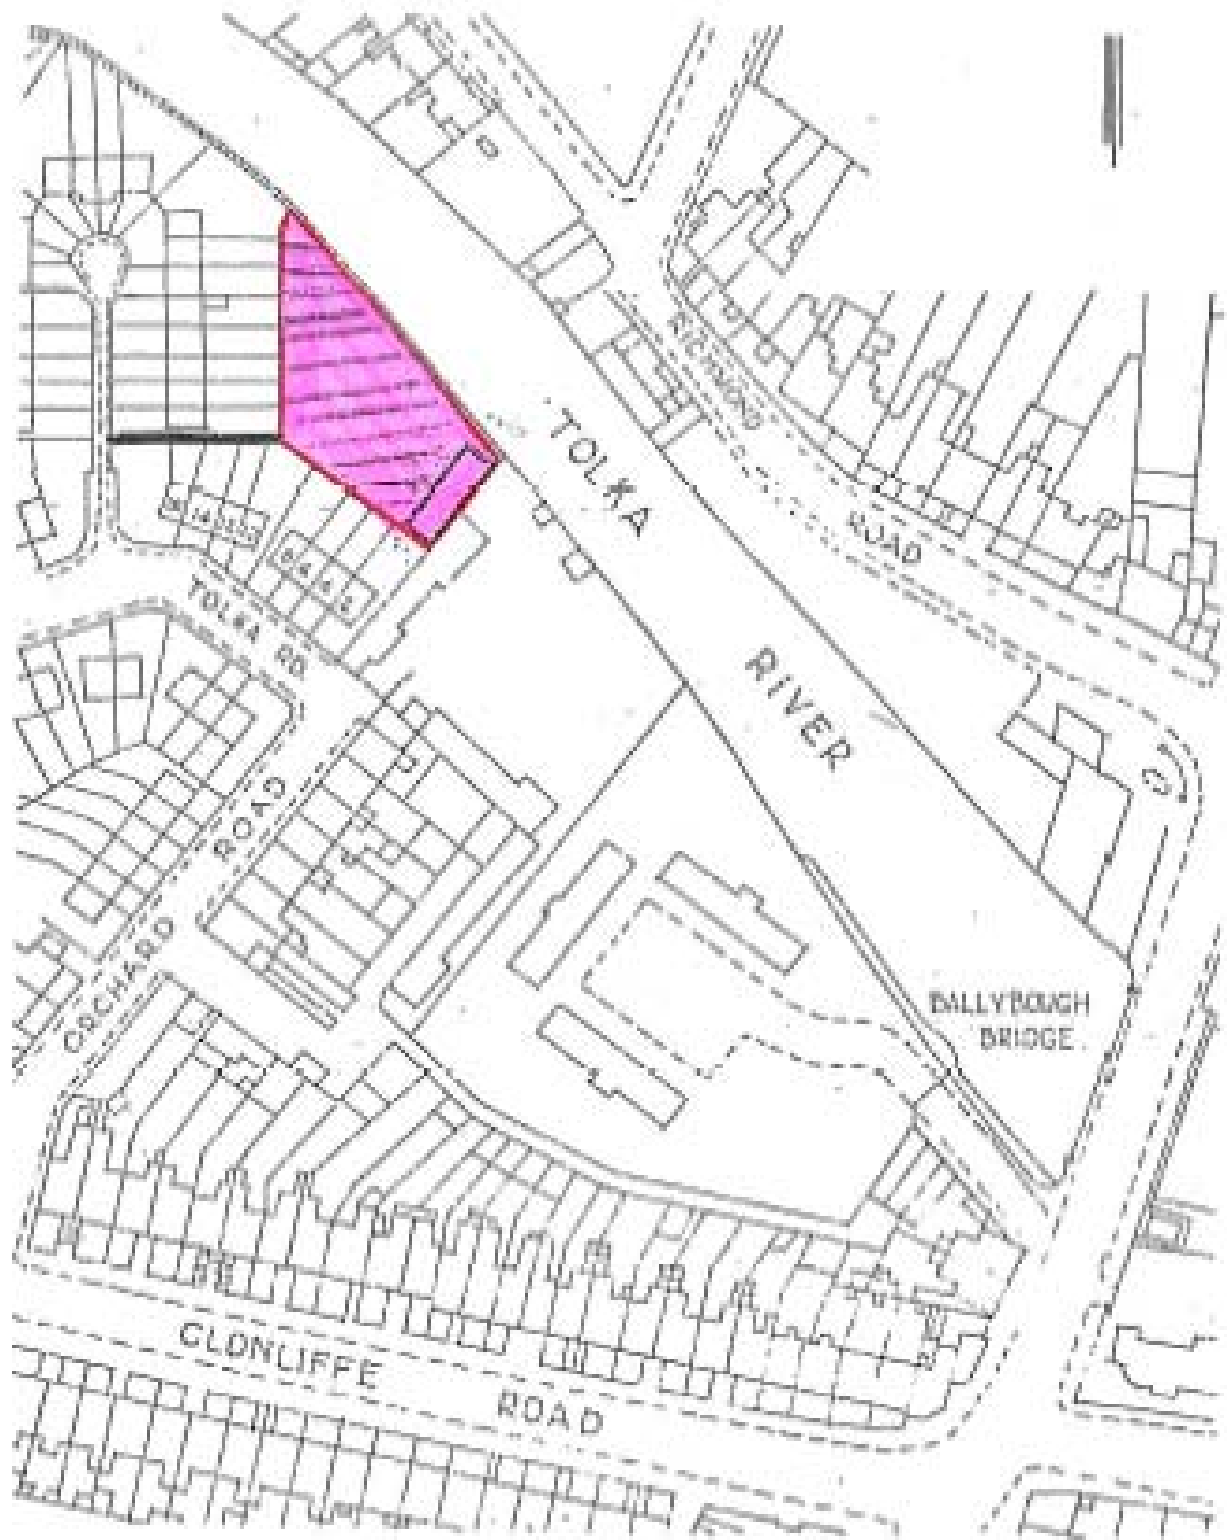 RICHMOND
ROAD
TOLKA
RIVER
TOLKA RD.
ORCHARD ROAD
BALLYBOUGH
BRIDGE.
CLONLIFFE ROAD